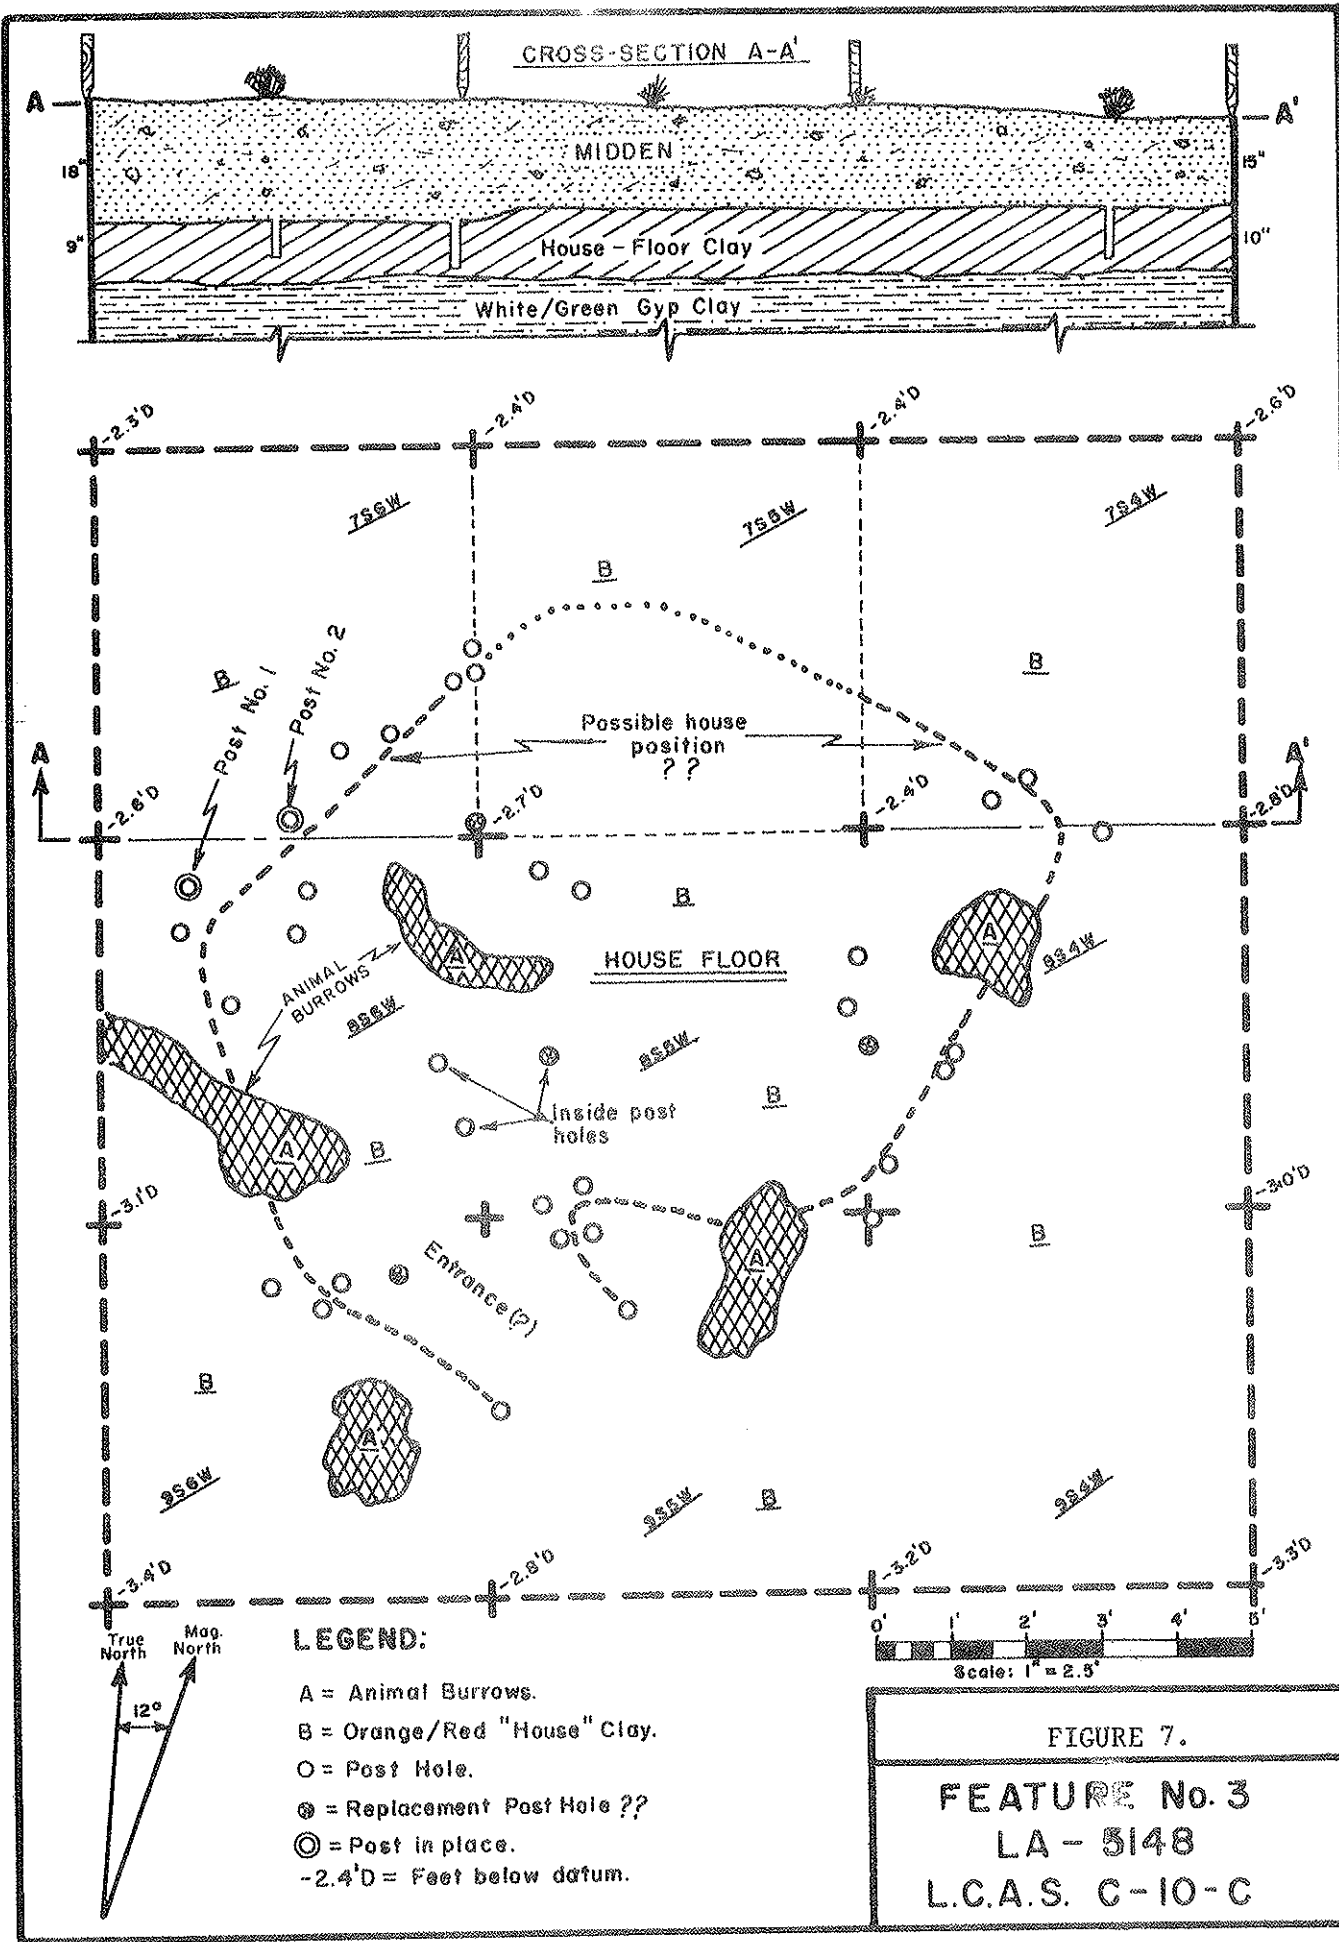 CROSS-SECTION A-A'
A
A'
18"
MIDDEN
15"
9"
House - Floor Clay
10"
White/Green Gyp Clay
-2.3'D
-2.4'D
-2.4'D
-2.6'D
7S6W
7S5W
7S4W
B
B
B
Post No. 1
Post No. 2
Possible house
position
? ?
A
A'
-2.6'D
-2.7'D
-2.4'D
-2.8'D
B
A
A
HOUSE FLOOR
8S4W
ANIMAL
BURROWS
8S6W
8S5W
B
Inside post
holes
A
B
-3.1'D
-3.0'D
B
A
Entrance(?)
B
A
9S6W
9S5W
B
9S4W
-3.4'D
-2.8'D
-3.2'D
-3.3'D
True
North
Mag.
North
12°
0' 1' 2' 3' 4' 5'
Scale: 1" = 2.5'
LEGEND:
A = Animal Burrows.
B = Orange/Red "House" Clay.
= Post Hole.
= Replacement Post Hole ??
= Post in place.
-2.4'D = Feet below datum.
FIGURE 7.
FEATURE No. 3
LA - 5148
L.C.A.S. C-10-C